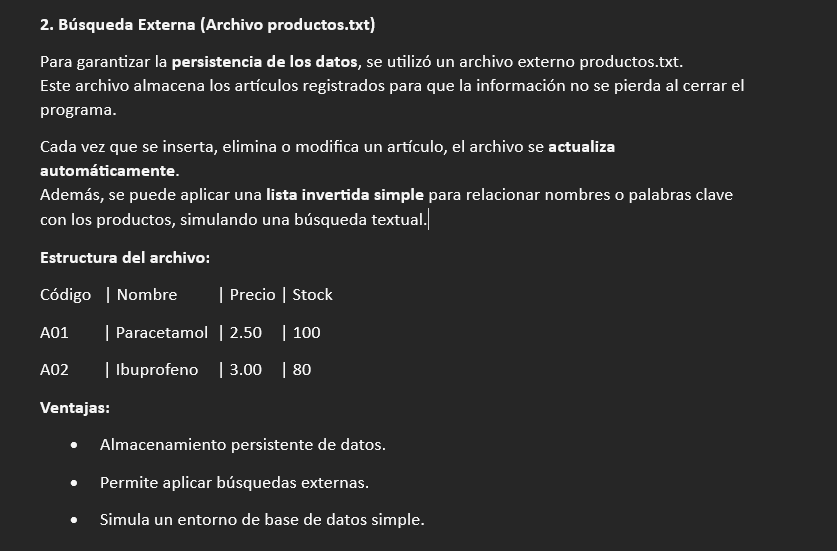 2. Búsqueda Externa (Archivo productos.txt)
Para garantizar la persistencia de los datos, se utilizó un archivo externo productos.txt.
Este archivo almacena los artículos registrados para que la información no se pierda al cerrar el
programa.
Cada vez que se inserta, elimina o modifica un artículo, el archivo se actualiza
automáticamente.
Además, se puede aplicar una lista invertida simple para relacionar nombres o palabras clave
con los productos, simulando una búsqueda textual.
Estructura del archivo:
Código | Nombre | Precio | Stock
A01 | Paracetamol | 2.50 | 100
A02 | Ibuprofeno | 3.00 | 80
Ventajas:
• Almacenamiento persistente de datos.
• Permite aplicar búsquedas externas.
• Simula un entorno de base de datos simple.